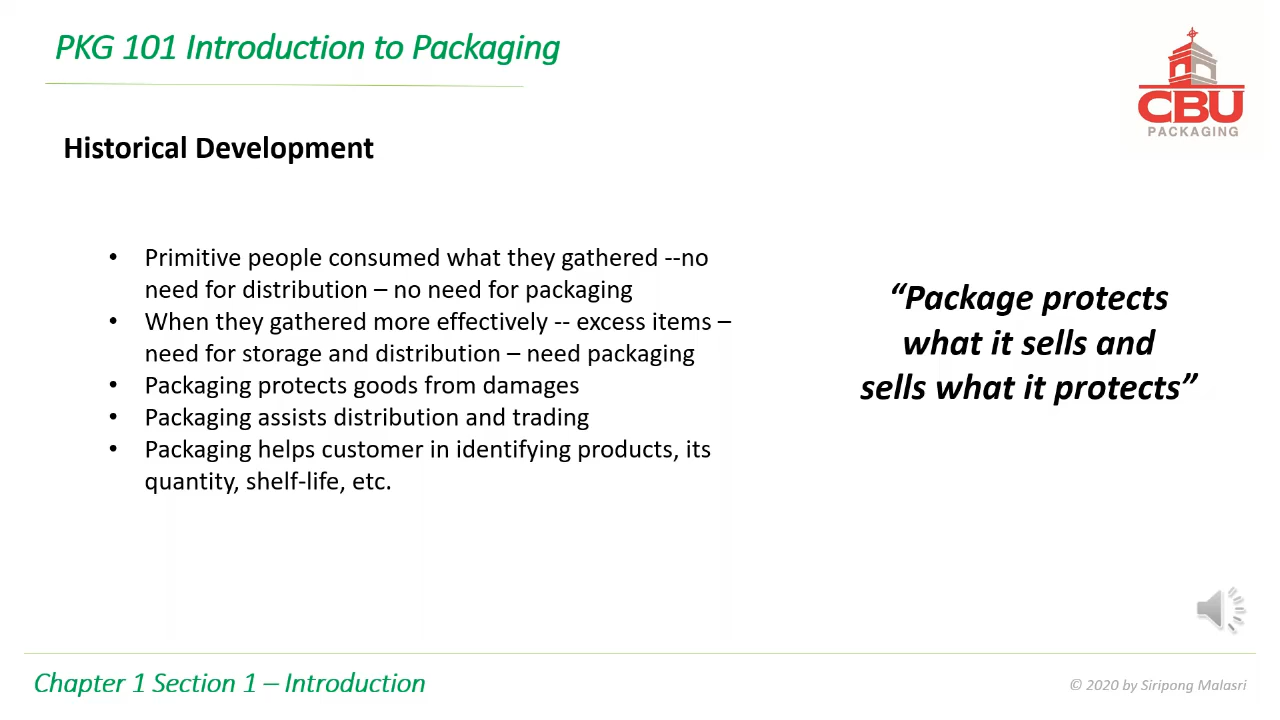 PKG 101 Introduction to Packaging
CBU
PACKAGING
Historical Development
• Primitive people consumed what they gathered --no
need for distribution – no need for packaging
• When they gathered more effectively -- excess items –
need for storage and distribution – need packaging
• Packaging protects goods from damages
• Packaging assists distribution and trading
• Packaging helps customer in identifying products, its
quantity, shelf-life, etc.
“Package protects
what it sells and
sells what it protects”
Chapter 1 Section 1 – Introduction
© 2020 by Siripong Malasri